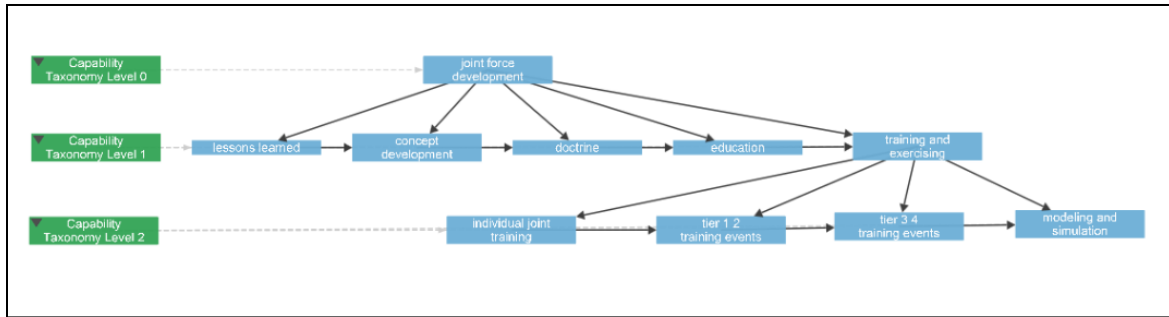 Capability
Taxonomy Level 0
joint force
development
Capability
Taxonomy Level 1
lessons learned
concept
development
doctrine
education
training and
exercising
Capability
Taxonomy Level 2
individual joint
training
tier 1 2
training events
tier 3 4
training events
modeling and
simulation